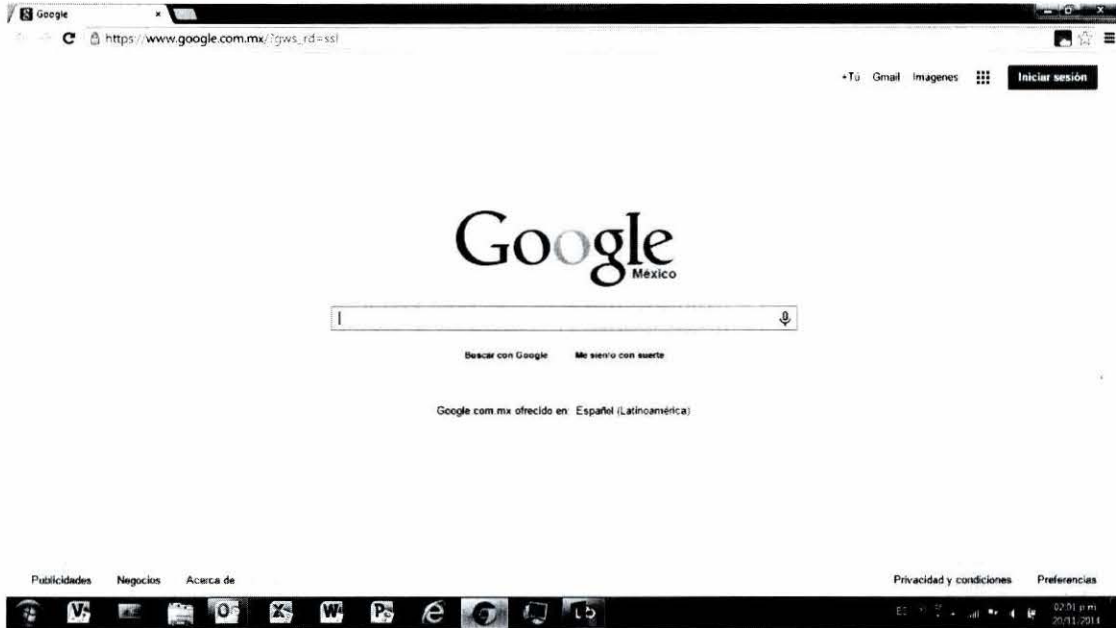 Google
https://www.google.com.mx/?gws_rd=ssl
+Tú Gmail Imágenes Iniciar sesión
Google
México
Buscar con Google Me siento con suerte
Google.com.mx ofrecido en: Español (Latinoamérica)
Publicidades Negocios Acerca de Privacidad y condiciones Preferencias
ES 02:01 p.m.
20/11/2014